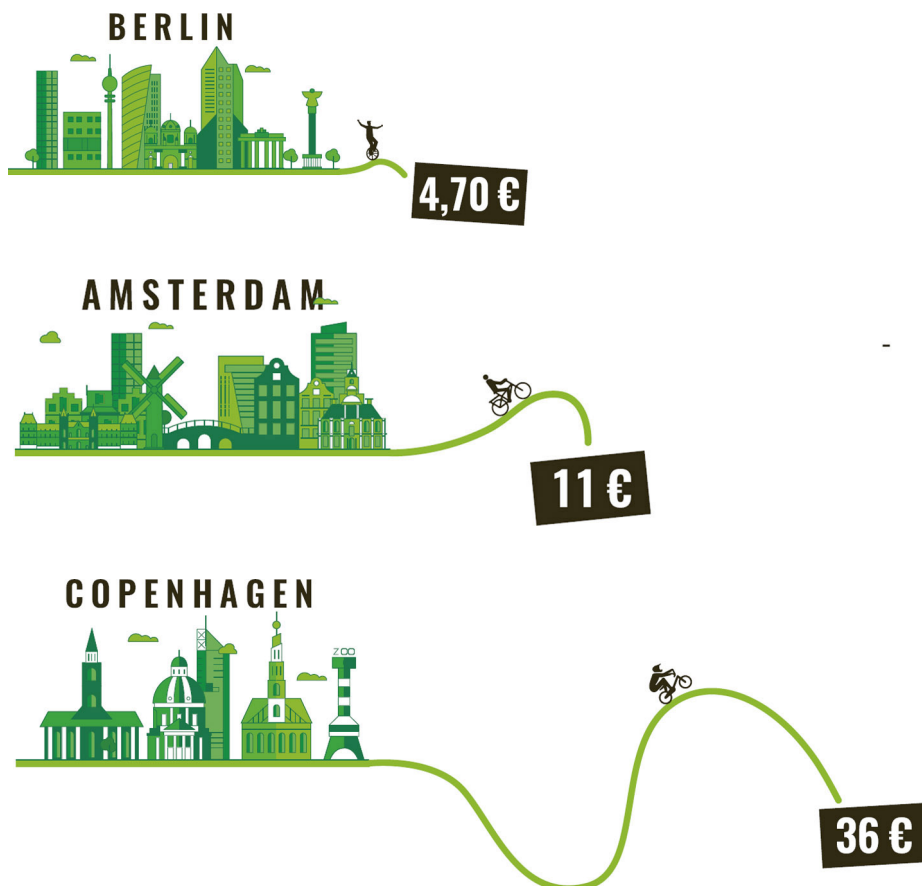 BERLIN
4,70 €
AMSTERDAM
-
11 €
COPENHAGEN
ZOO
36 €